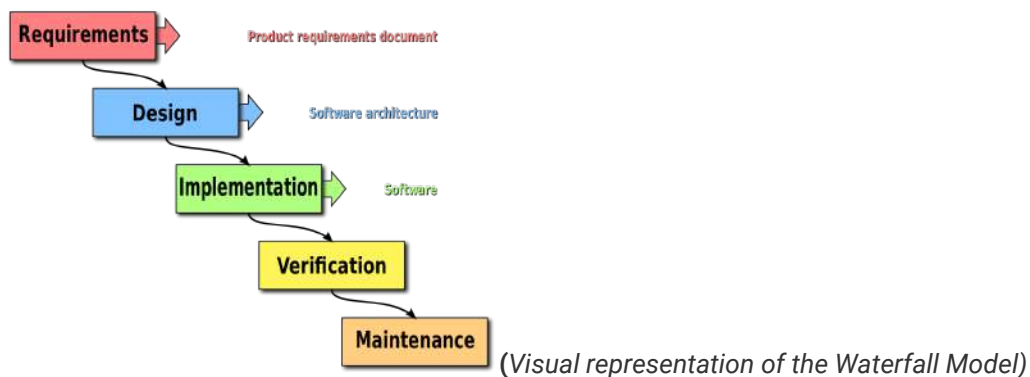 Requirements
Product requirements document
Design
Software architecture
Implementation
Software
Verification
Maintenance
(Visual representation of the Waterfall Model)